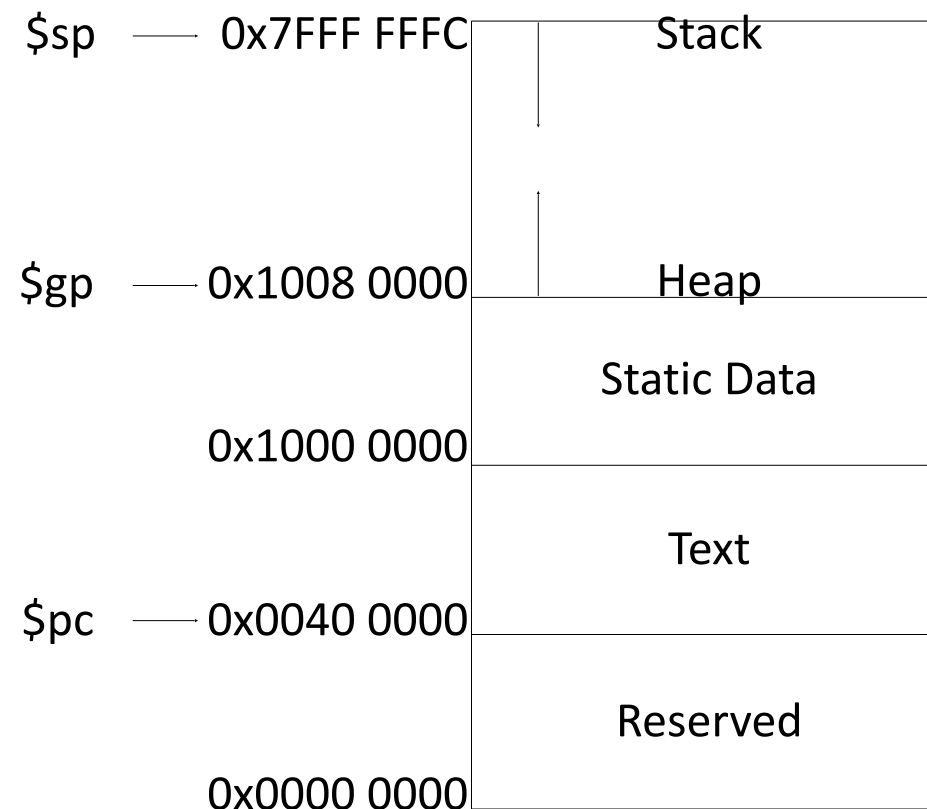 $sp 0x7FFF FFFC Stack
$gp 0x1008 0000 Heap
Static Data
0x1000 0000
Text
$pc 0x0040 0000
Reserved
0x0000 0000